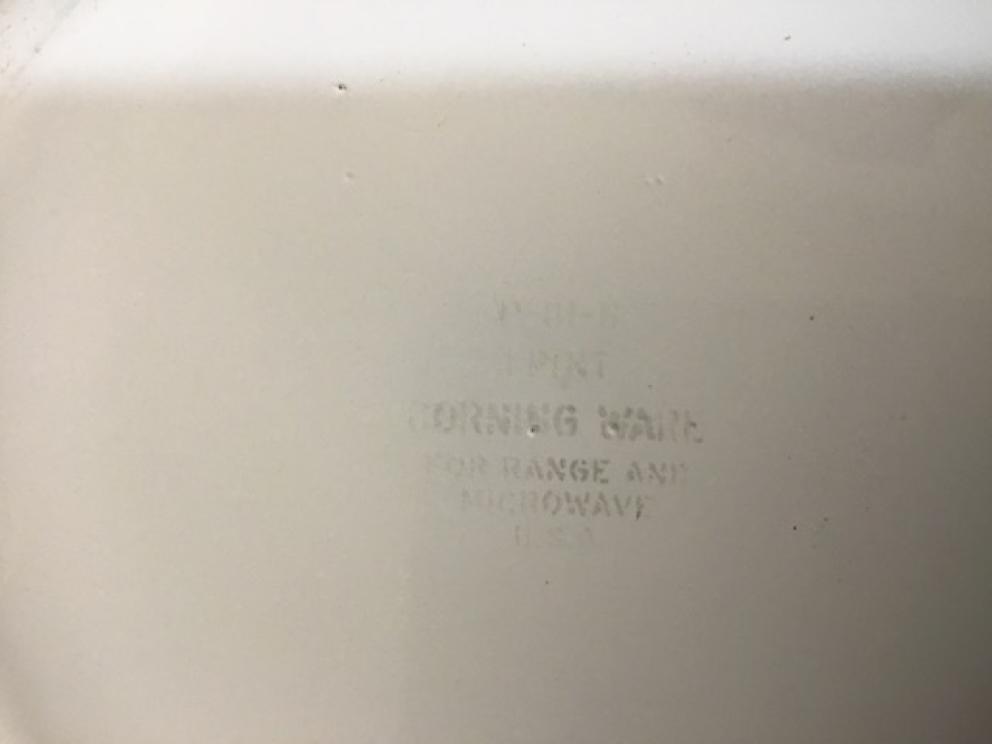 1 PINT
CORNING WARE
FOR RANGE AND
MICROWAVE
U.S.A.